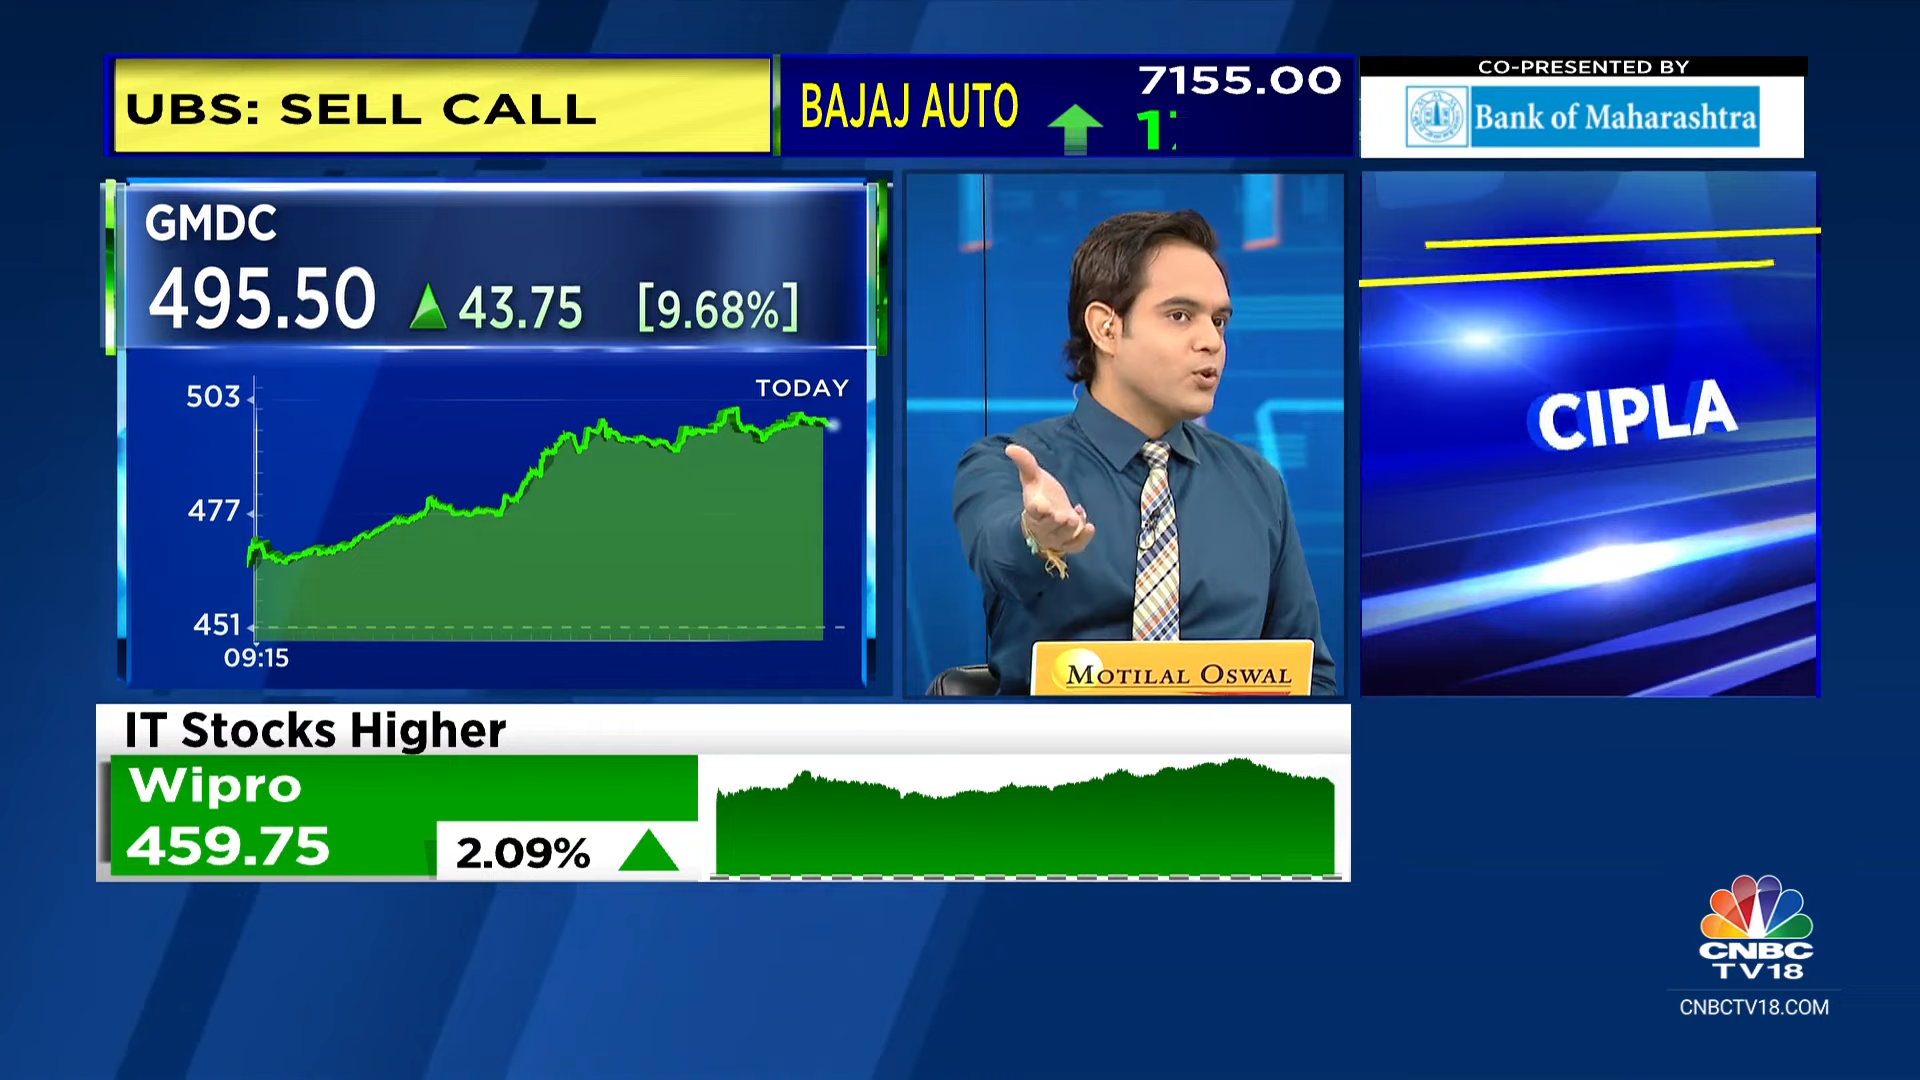 UBS: SELL CALL
BAJAJ AUTO
7155.00
CO-PRESENTED BY
Bank of Maharashtra
GMDC
495.50 43.75 [9.68%]
TODAY
503
477
451
09:15
MOTILAL OSWAL
CIPLA
IT Stocks Higher
Wipro
459.75
2.09%
CNBC
TV18
CNBCTV18.COM